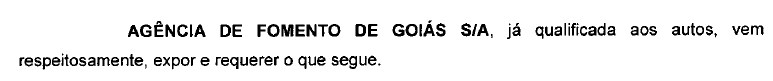 AGÊNCIA DE FOMENTO DE GOIÁS S/A, já qualificada aos autos, vem
respeitosamente, expor e requerer o que segue.